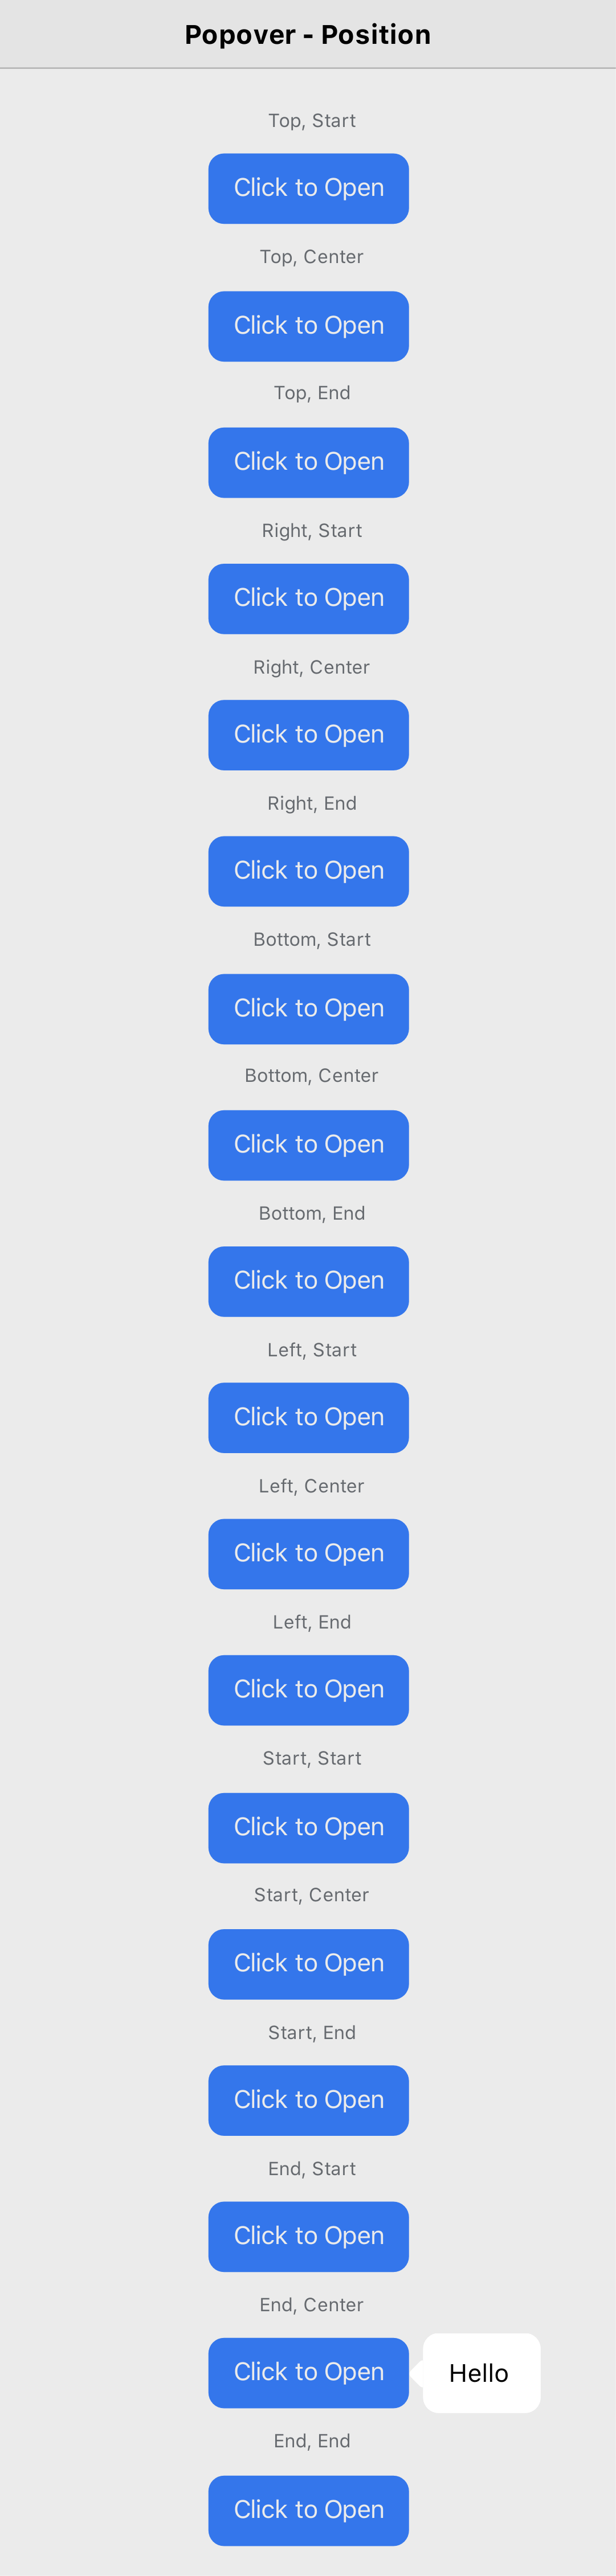 Popover - Position
Top, Start
Click to Open
Top, Center
Click to Open
Top, End
Click to Open
Right, Start
Click to Open
Right, Center
Click to Open
Right, End
Click to Open
Bottom, Start
Click to Open
Bottom, Center
Click to Open
Bottom, End
Click to Open
Left, Start
Click to Open
Left, Center
Click to Open
Left, End
Click to Open
Start, Start
Click to Open
Start, Center
Click to Open
Start, End
Click to Open
End, Start
Click to Open
End, Center
Click to Open
Hello
End, End
Click to Open